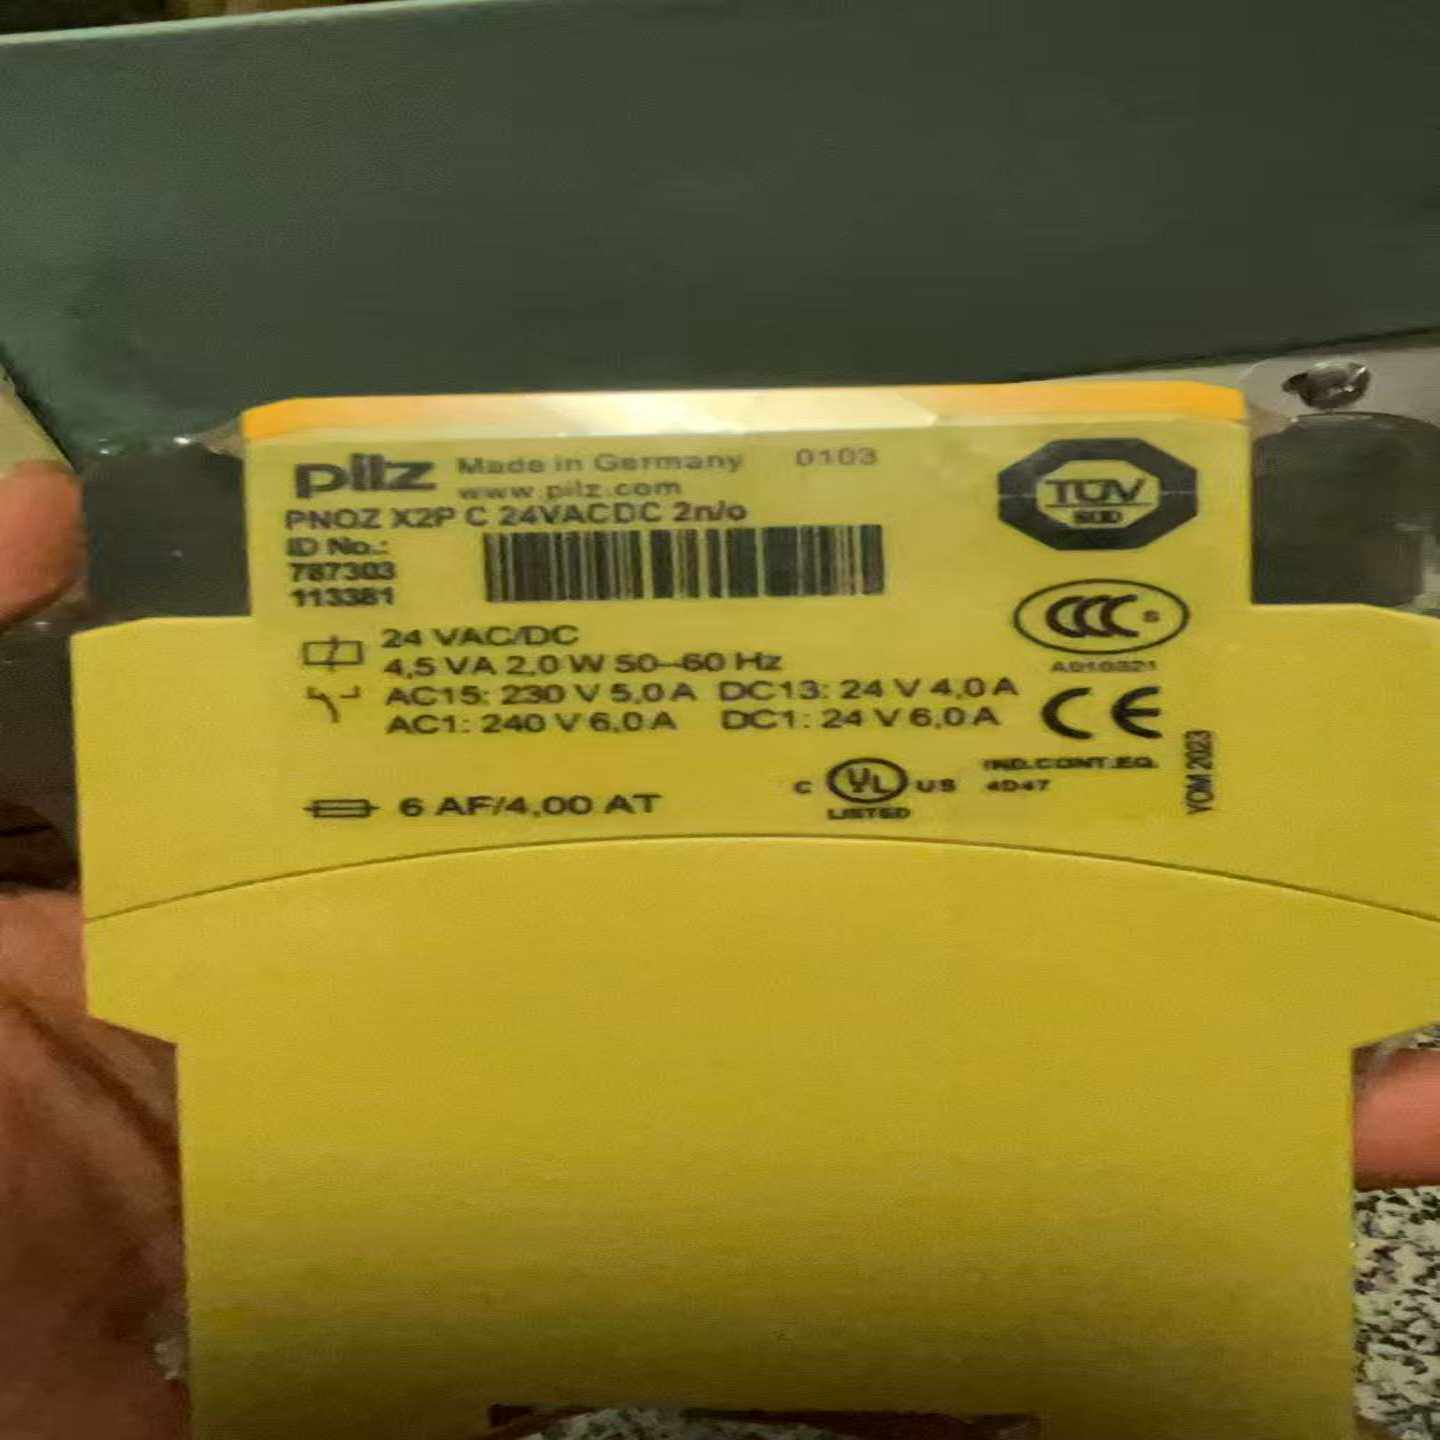 pilz Made in Germany 0103
www.pilz.com
PNOZ X2P C 24VACDC 2n/o
ID No.:
787303
113381
TÜV
SÜD
CCC S
A010321
24 VAC/DC
4,5 VA 2,0 W 50–60 Hz
AC15: 230 V 5,0 A DC13: 24 V 4,0 A
AC1: 240 V 6,0 A DC1: 24 V 6,0 A
CE
YOM 2023
6 AF/4,00 AT
C UL US
LISTED
IND.CONT.EQ.
4D47